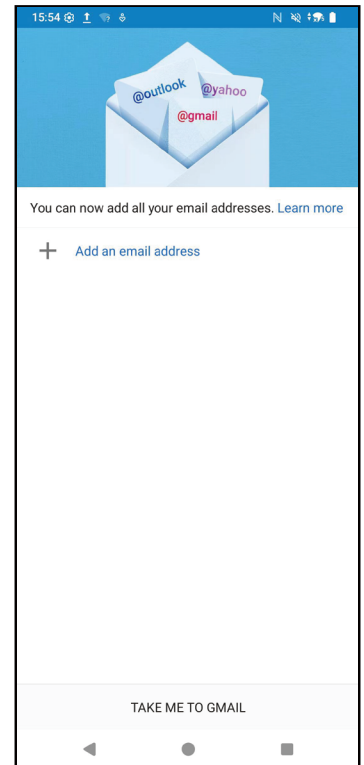 15:54
@outlook
@yahoo
@gmail
You can now add all your email addresses. Learn more
Add an email address
TAKE ME TO GMAIL